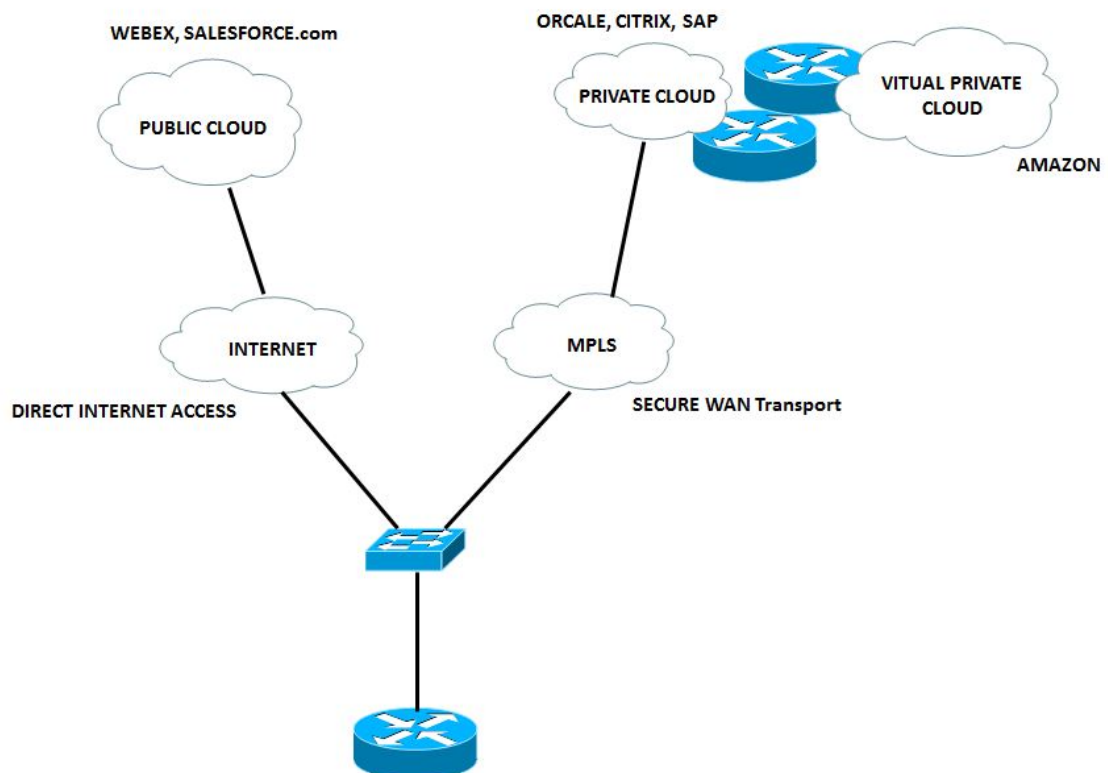 WEBEX, SALESFORCE.com
ORCALE, CITRIX, SAP
PUBLIC CLOUD
PRIVATE CLOUD
VITUAL PRIVATE
CLOUD
AMAZON
INTERNET
MPLS
DIRECT INTERNET ACCESS
SECURE WAN Transport